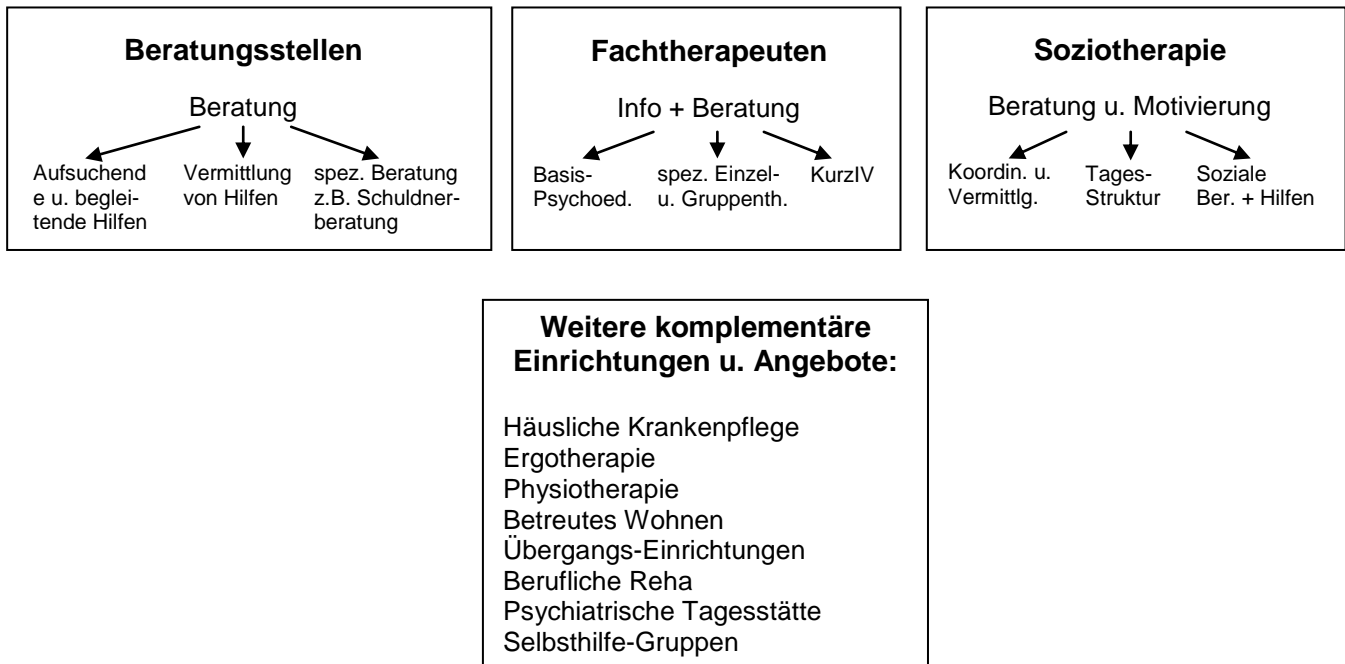 Beratungsstellen
Beratung
Aufsuchend
e u. beglei-
tende Hilfen
Vermittlung
von Hilfen
spez. Beratung
z.B. Schuldner-
beratung
Fachtherapeuten
Info + Beratung
Basis-
Psychoed.
spez. Einzel-
u. Gruppenth.
KurzIV
Soziotherapie
Beratung u. Motivierung
Koordin. u.
Vermittlg.
Tages-
Struktur
Soziale
Ber. + Hilfen
Weitere komplementäre
Einrichtungen u. Angebote:
Häusliche Krankenpflege
Ergotherapie
Physiotherapie
Betreutes Wohnen
Übergangs-Einrichtungen
Berufliche Reha
Psychiatrische Tagesstätte
Selbsthilfe-Gruppen